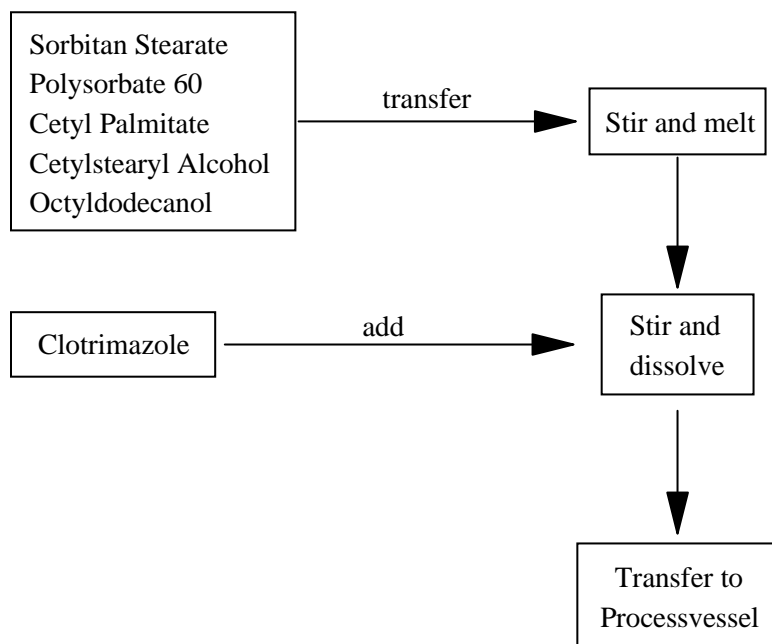 Sorbitan Stearate
Polysorbate 60
Cetyl Palmitate
Cetylstearyl Alcohol
Octyldodecanol
transfer
Stir and melt
Clotrimazole
add
Stir and
dissolve
Transfer to
Processvessel